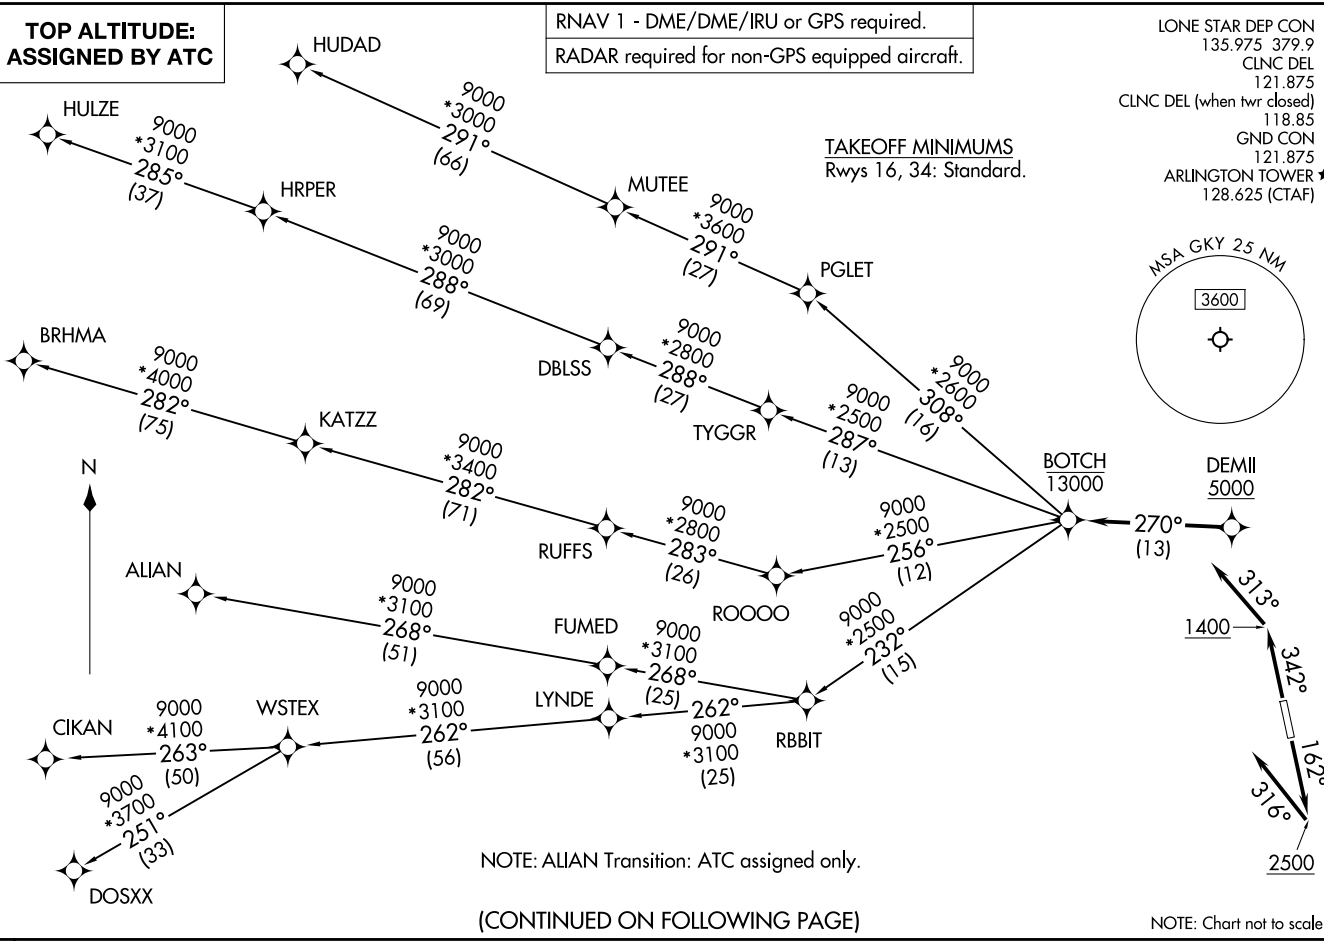 TOP ALTITUDE:
ASSIGNED BY ATC
RNAV 1 - DME/DME/IRU or GPS required.
RADAR required for non-GPS equipped aircraft.
LONE STAR DEP CON
135.975 379.9
CLNC DEL
121.875
CLNC DEL (when twr closed)
118.85
GND CON
121.875
ARLINGTON TOWER ★
128.625 (CTAF)
TAKEOFF MINIMUMS
Rwys 16, 34: Standard.
MSA GKY 25 NM
3600
HUDAD
9000
*3000
291°
(66)
MUTEE
9000
*3600
291°
(27)
PGLET
9000
*2600
308°
(16)
HULZE
9000
*3100
285°
(37)
HRPER
9000
*3000
288°
(69)
DBLSS
9000
*2800
288°
(27)
TYGGR
9000
*2500
287°
(13)
BOTCH
13000
270°
(13)
DEMII
5000
BRHMA
9000
*4000
282°
(75)
KATZZ
9000
*3400
282°
(71)
RUFFS
9000
*2800
283°
(26)
ROOOO
9000
*2500
256°
(12)
N
ALIAN
9000
*3100
268°
(51)
FUMED
9000
*3100
268°
(25)
RBBIT
9000
*2500
232°
(15)
CIKAN
9000
*4100
263°
(50)
WSTEX
9000
*3100
262°
(56)
LYNDE
262°
9000
*3100
(25)
9000
*3700
251°
(33)
DOSXX
313°
1400
342°
162°
316°
2500
NOTE: ALIAN Transition: ATC assigned only.
(CONTINUED ON FOLLOWING PAGE)
NOTE: Chart not to scale